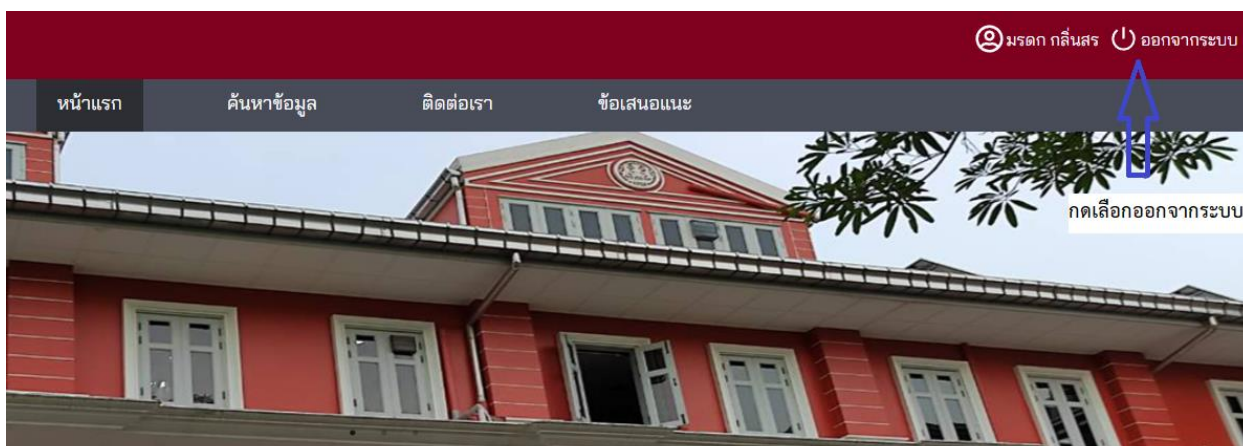 มรดก กลิ่นสร ออกจากระบบ
หน้าแรก ค้นหาข้อมูล ติดต่อเรา ข้อเสนอแนะ
กดเลือกออกจากระบบ